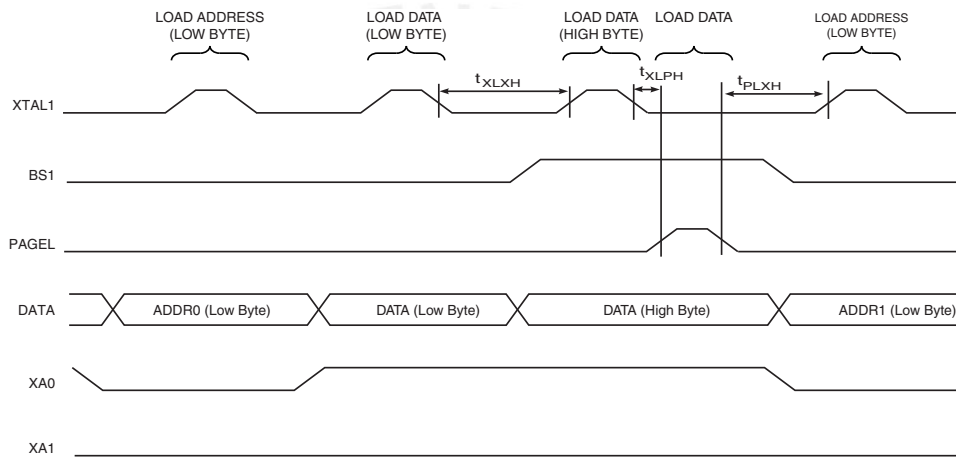 LOAD ADDRESS
(LOW BYTE)
LOAD DATA
(LOW BYTE)
LOAD DATA
(HIGH BYTE)
LOAD DATA
LOAD ADDRESS
(LOW BYTE)
tXLXH
tXLPH
tPLXH
XTAL1
BS1
PAGEL
DATA
ADDR0 (Low Byte)
DATA (Low Byte)
DATA (High Byte)
ADDR1 (Low Byte)
XA0
XA1